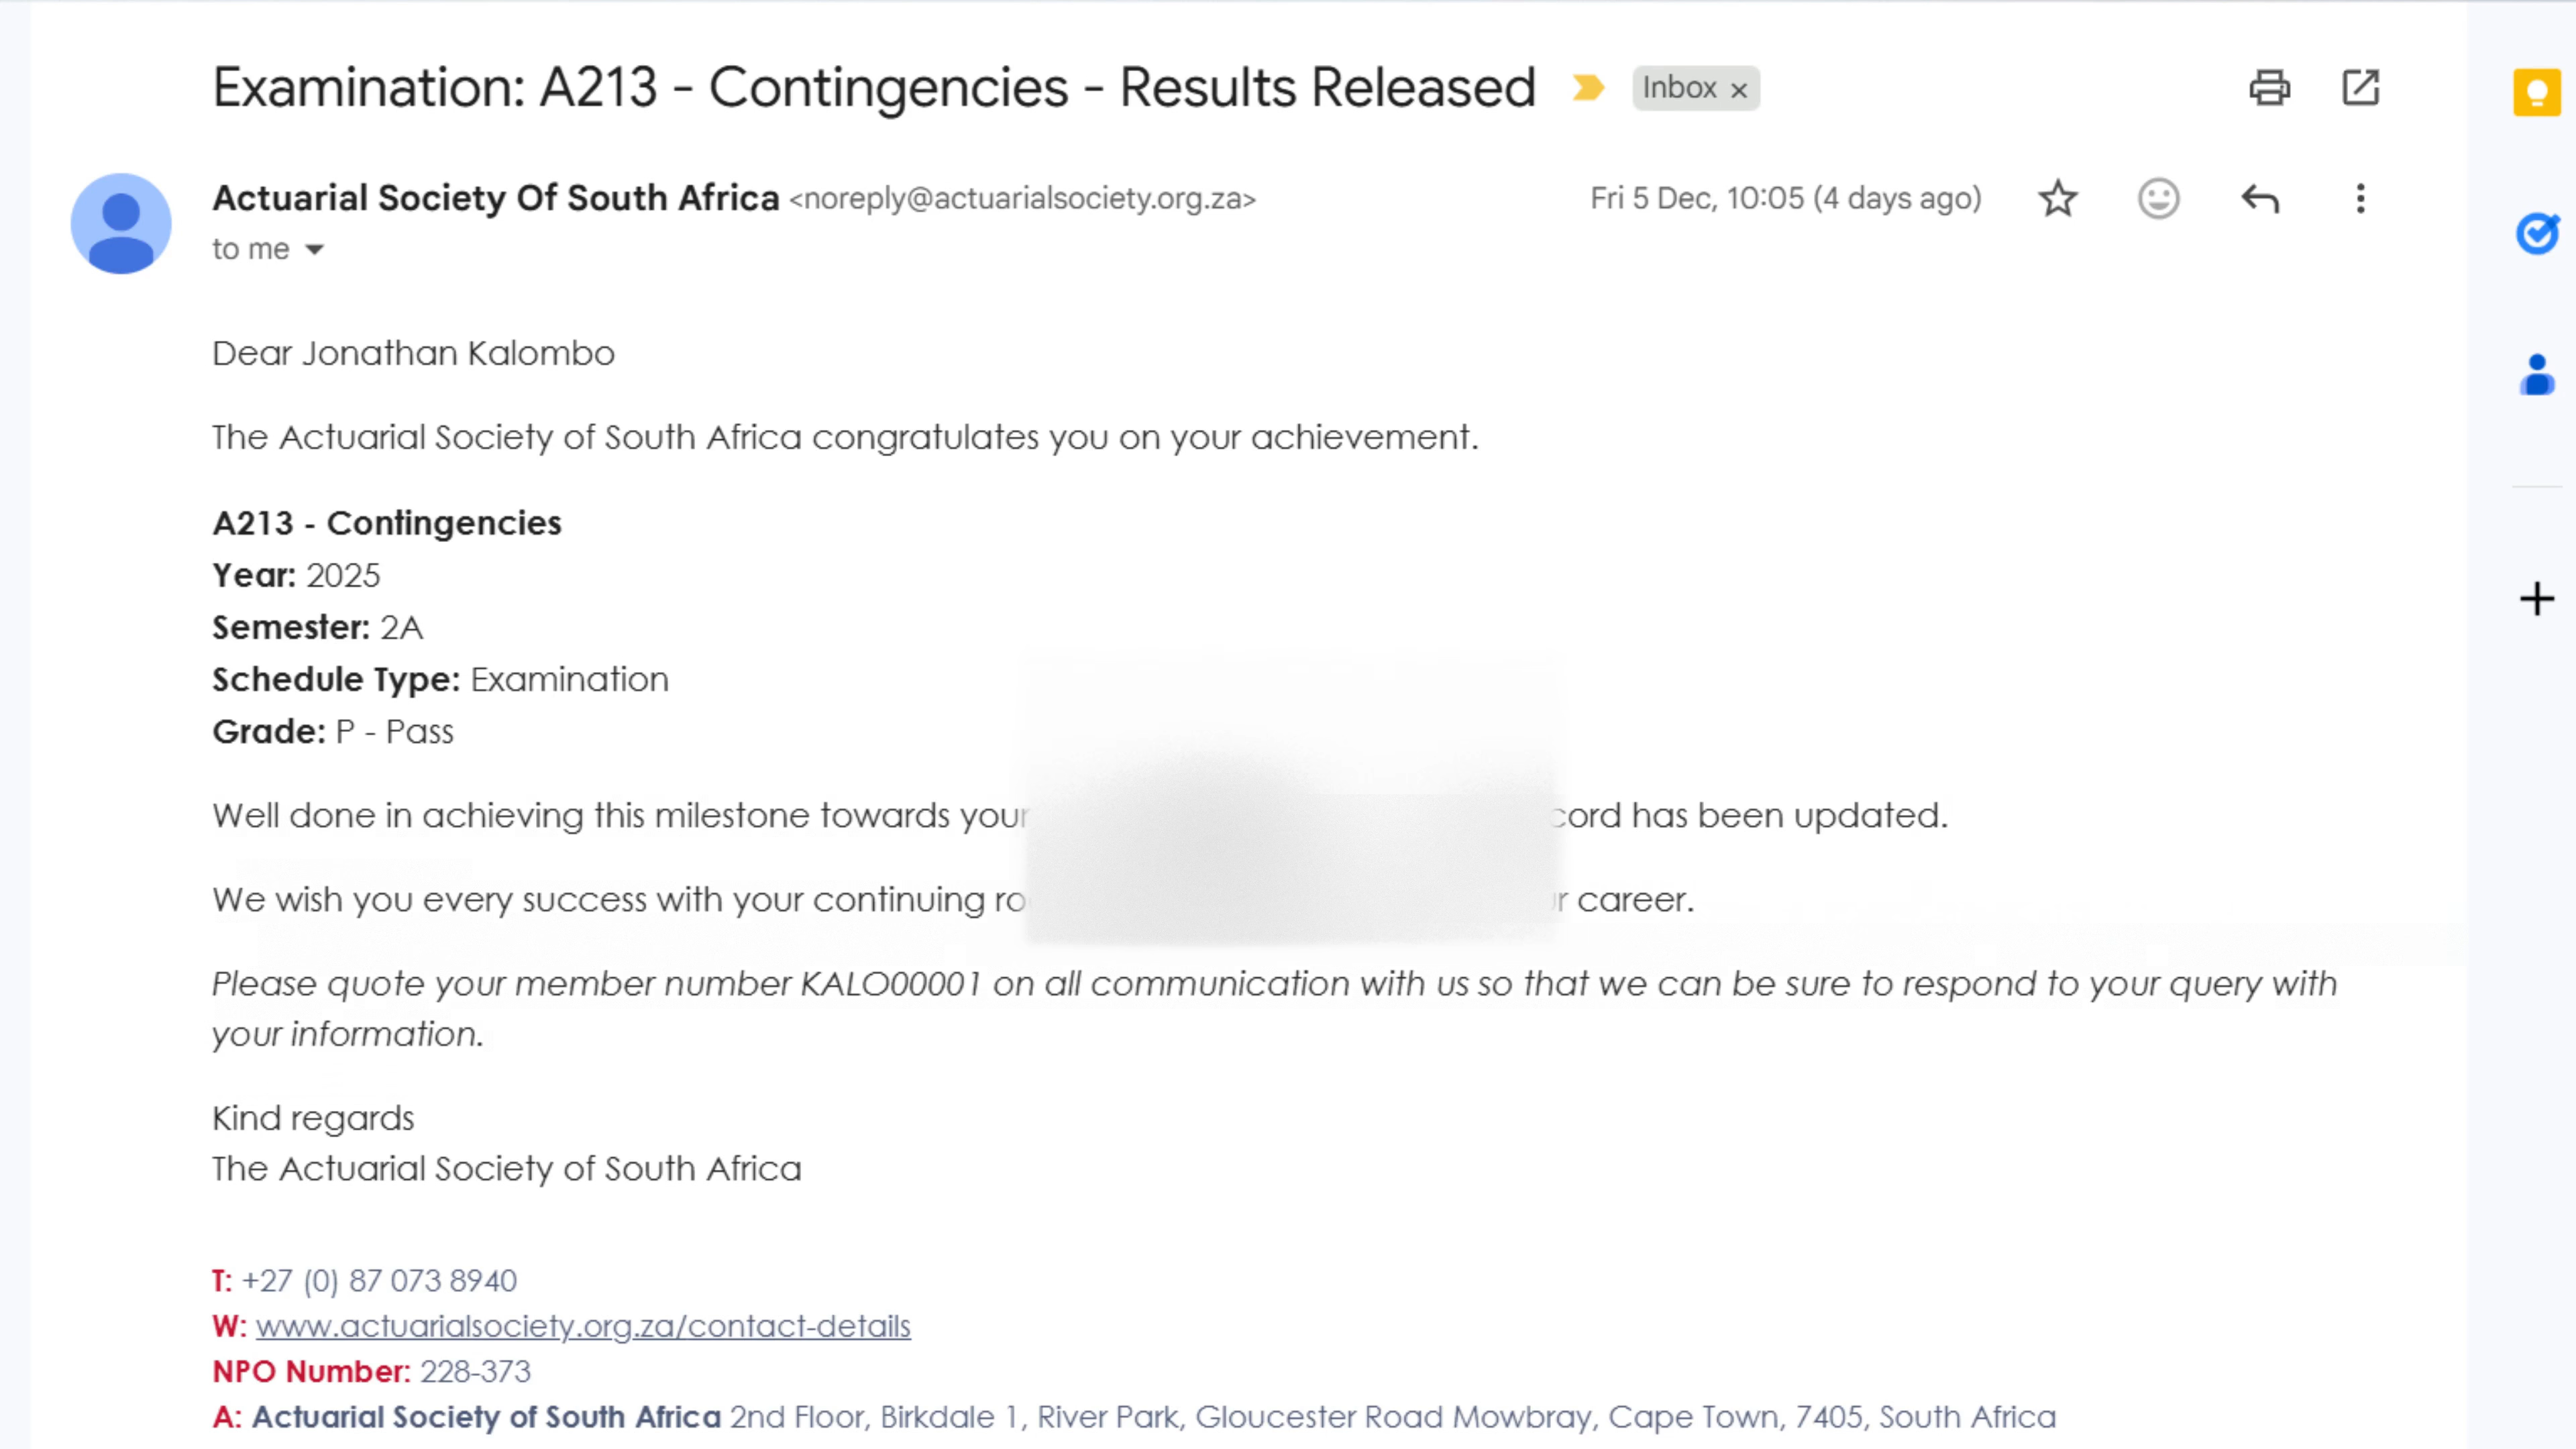 Examination: A213 - Contingencies - Results Released Inbox ×
Actuarial Society Of South Africa <noreply@actuarialsociety.org.za> Fri 5 Dec, 10:05 (4 days ago)
to me
Dear Jonathan Kalombo
The Actuarial Society of South Africa congratulates you on your achievement.
A213 - Contingencies
Year: 2025
Semester: 2A
Schedule Type: Examination
Grade: P - Pass
Well done in achieving this milestone towards your has been updated.
We wish you every success with your continuing career.
Please quote your member number KALO00001 on all communication with us so that we can be sure to respond to your query with
your information.
Kind regards
The Actuarial Society of South Africa
T: +27 (0) 87 073 8940
W: www.actuarialsociety.org.za/contact-details
NPO Number: 228-373
A: Actuarial Society of South Africa 2nd Floor, Birkdale 1, River Park, Gloucester Road Mowbray, Cape Town, 7405, South Africa